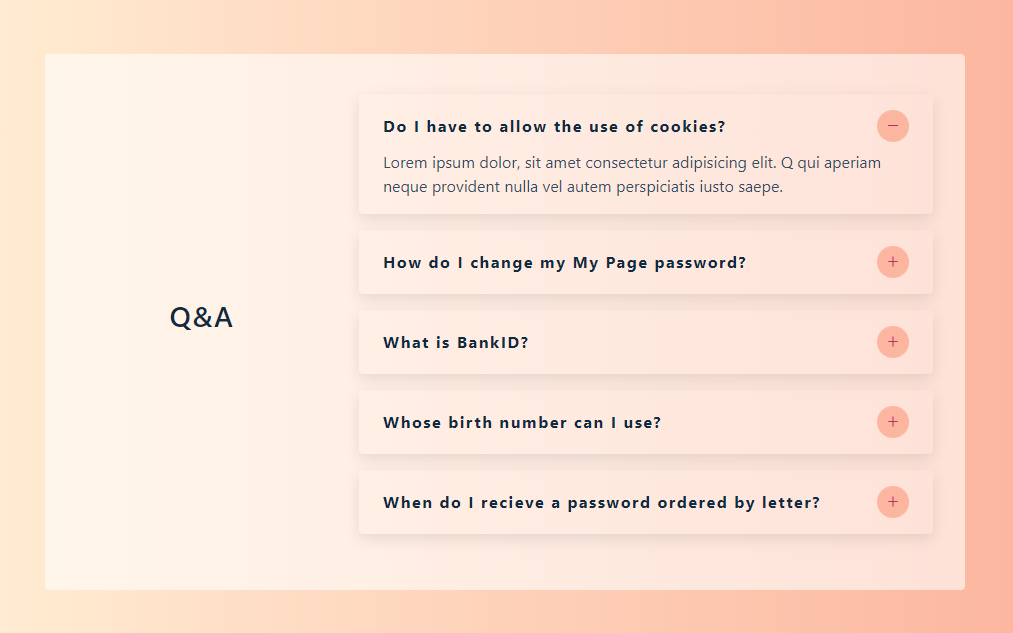 Do I have to allow the use of cookies?
Lorem ipsum dolor, sit amet consectetur adipisicing elit. Q qui aperiam
neque provident nulla vel autem perspiciatis iusto saepe.
How do I change my My Page password?
Q&A
What is BankID?
Whose birth number can I use?
When do I recieve a password ordered by letter?